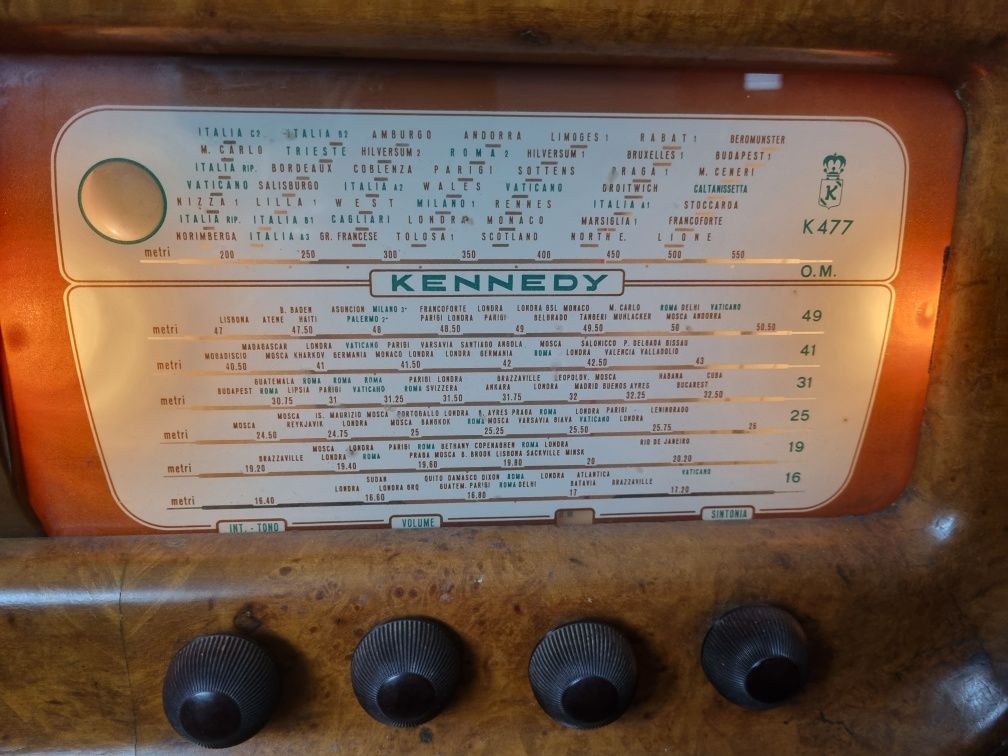 ITALIA C2 ITALIA B2 AMBURGO ANDORRA LIMOGES 1 RABAT 1 BEROMUNSTER
M. CARLO TRIESTE HILVERSUM 2 ROMA 2 HILVERSUM 1 BRUXELLES 1 BUDAPEST 1
ITALIA RIP. BORDEAUX COBLENZA PARIGI SOTTENS PRAGA 1 M. CENERI
VATICANO SALISBURGO ITALIA A2 WALES VATICANO DROITWICH CALTANISSETTA
NIZZA 1 LILLA 1 WEST MILANO 1 RENNES ITALIA A1 STOCCARDA
ITALIA RIP. ITALIA B1 CAGLIARI LONDRA MONACO MARSIGLIA 1 FRANCOFORTE
NORIMBERGA ITALIA A3 GR. FRANCESE TOLOSA 1 SCOTLAND NORTH E. LIONE
metri 200 250 300 350 400 450 500 550
K
K477
O.M.
KENNEDY
B. BADEN ASUNCION MILANO 3° FRANCOFORTE LONDRA LONDRA BSL MONACO M. CARLO ROMA DELHI VATICANO
LISBONA ATENE HAITI PALERMO 2° PARIGI LONDRA PARIGI BELGRADO TANGERI MUHLACKER MOSCA ANDORRA
metri 47 47.50 48 48.50 49 49.50 50 50.50 49
MADAGASCAR LONDRA VATICANO PARIGI VARSAVIA SANTIAGO ANGOLA MOSCA SALONICCO P. DELGADA BISSAU
MOGADISCIO MOSCA KHARKOV GERMANIA MONACO LONDRA LONDRA GERMANIA ROMA LONDRA VALENCIA VALLADOLID
metri 40.50 41 41.50 42 42.50 43 41
GUATEMALA ROMA ROMA ROMA PARIGI LONDRA BRAZZAVILLE LEOPOLDV. MOSCA HABANA CUBA
BUDAPEST ROMA LIPSIA PARIGI VATICANO ROMA SVIZZERA ANKARA LONDRA MADRID BUENOS AYRES BUCAREST
metri 30.75 31 31.25 31.50 31.75 32 32.25 32.50 31
MOSCA IS. MAURIZIO MOSCA PORTOGALLO LONDRA B. AYRES PRAGA ROMA LONDRA PARIGI LENINGRADO
MOSCA REYKJAVIK LONDRA MOSCA BANGKOK ROMA MOSCA VARSAVIA GIAVA VATICANO LONDRA
metri 24.50 24.75 25 25.25 25.50 25.75 26 25
MOSCA LONDRA PARIGI ROMA BETHANY COPENAGHEN ROMA LONDRA RIO DE JANEIRO
BRAZZAVILLE LONDRA ROMA PRAGA MOSCA B. BROOK LISBONA SACKVILLE MINSK
metri 19.20 19.40 19.60 19.80 20 20.20 19
SUDAN QUITO DAMASCO DIXON ROMA LONDRA ATLANTICA VATICANO
LONDRA LONDRA GRQ GUATEM. PARIGI ROMA DELHI BATAVIA BRAZZAVILLE
metri 16.40 16.60 16.80 17 17.20 16
INT. - TONO VOLUME SINTONIA